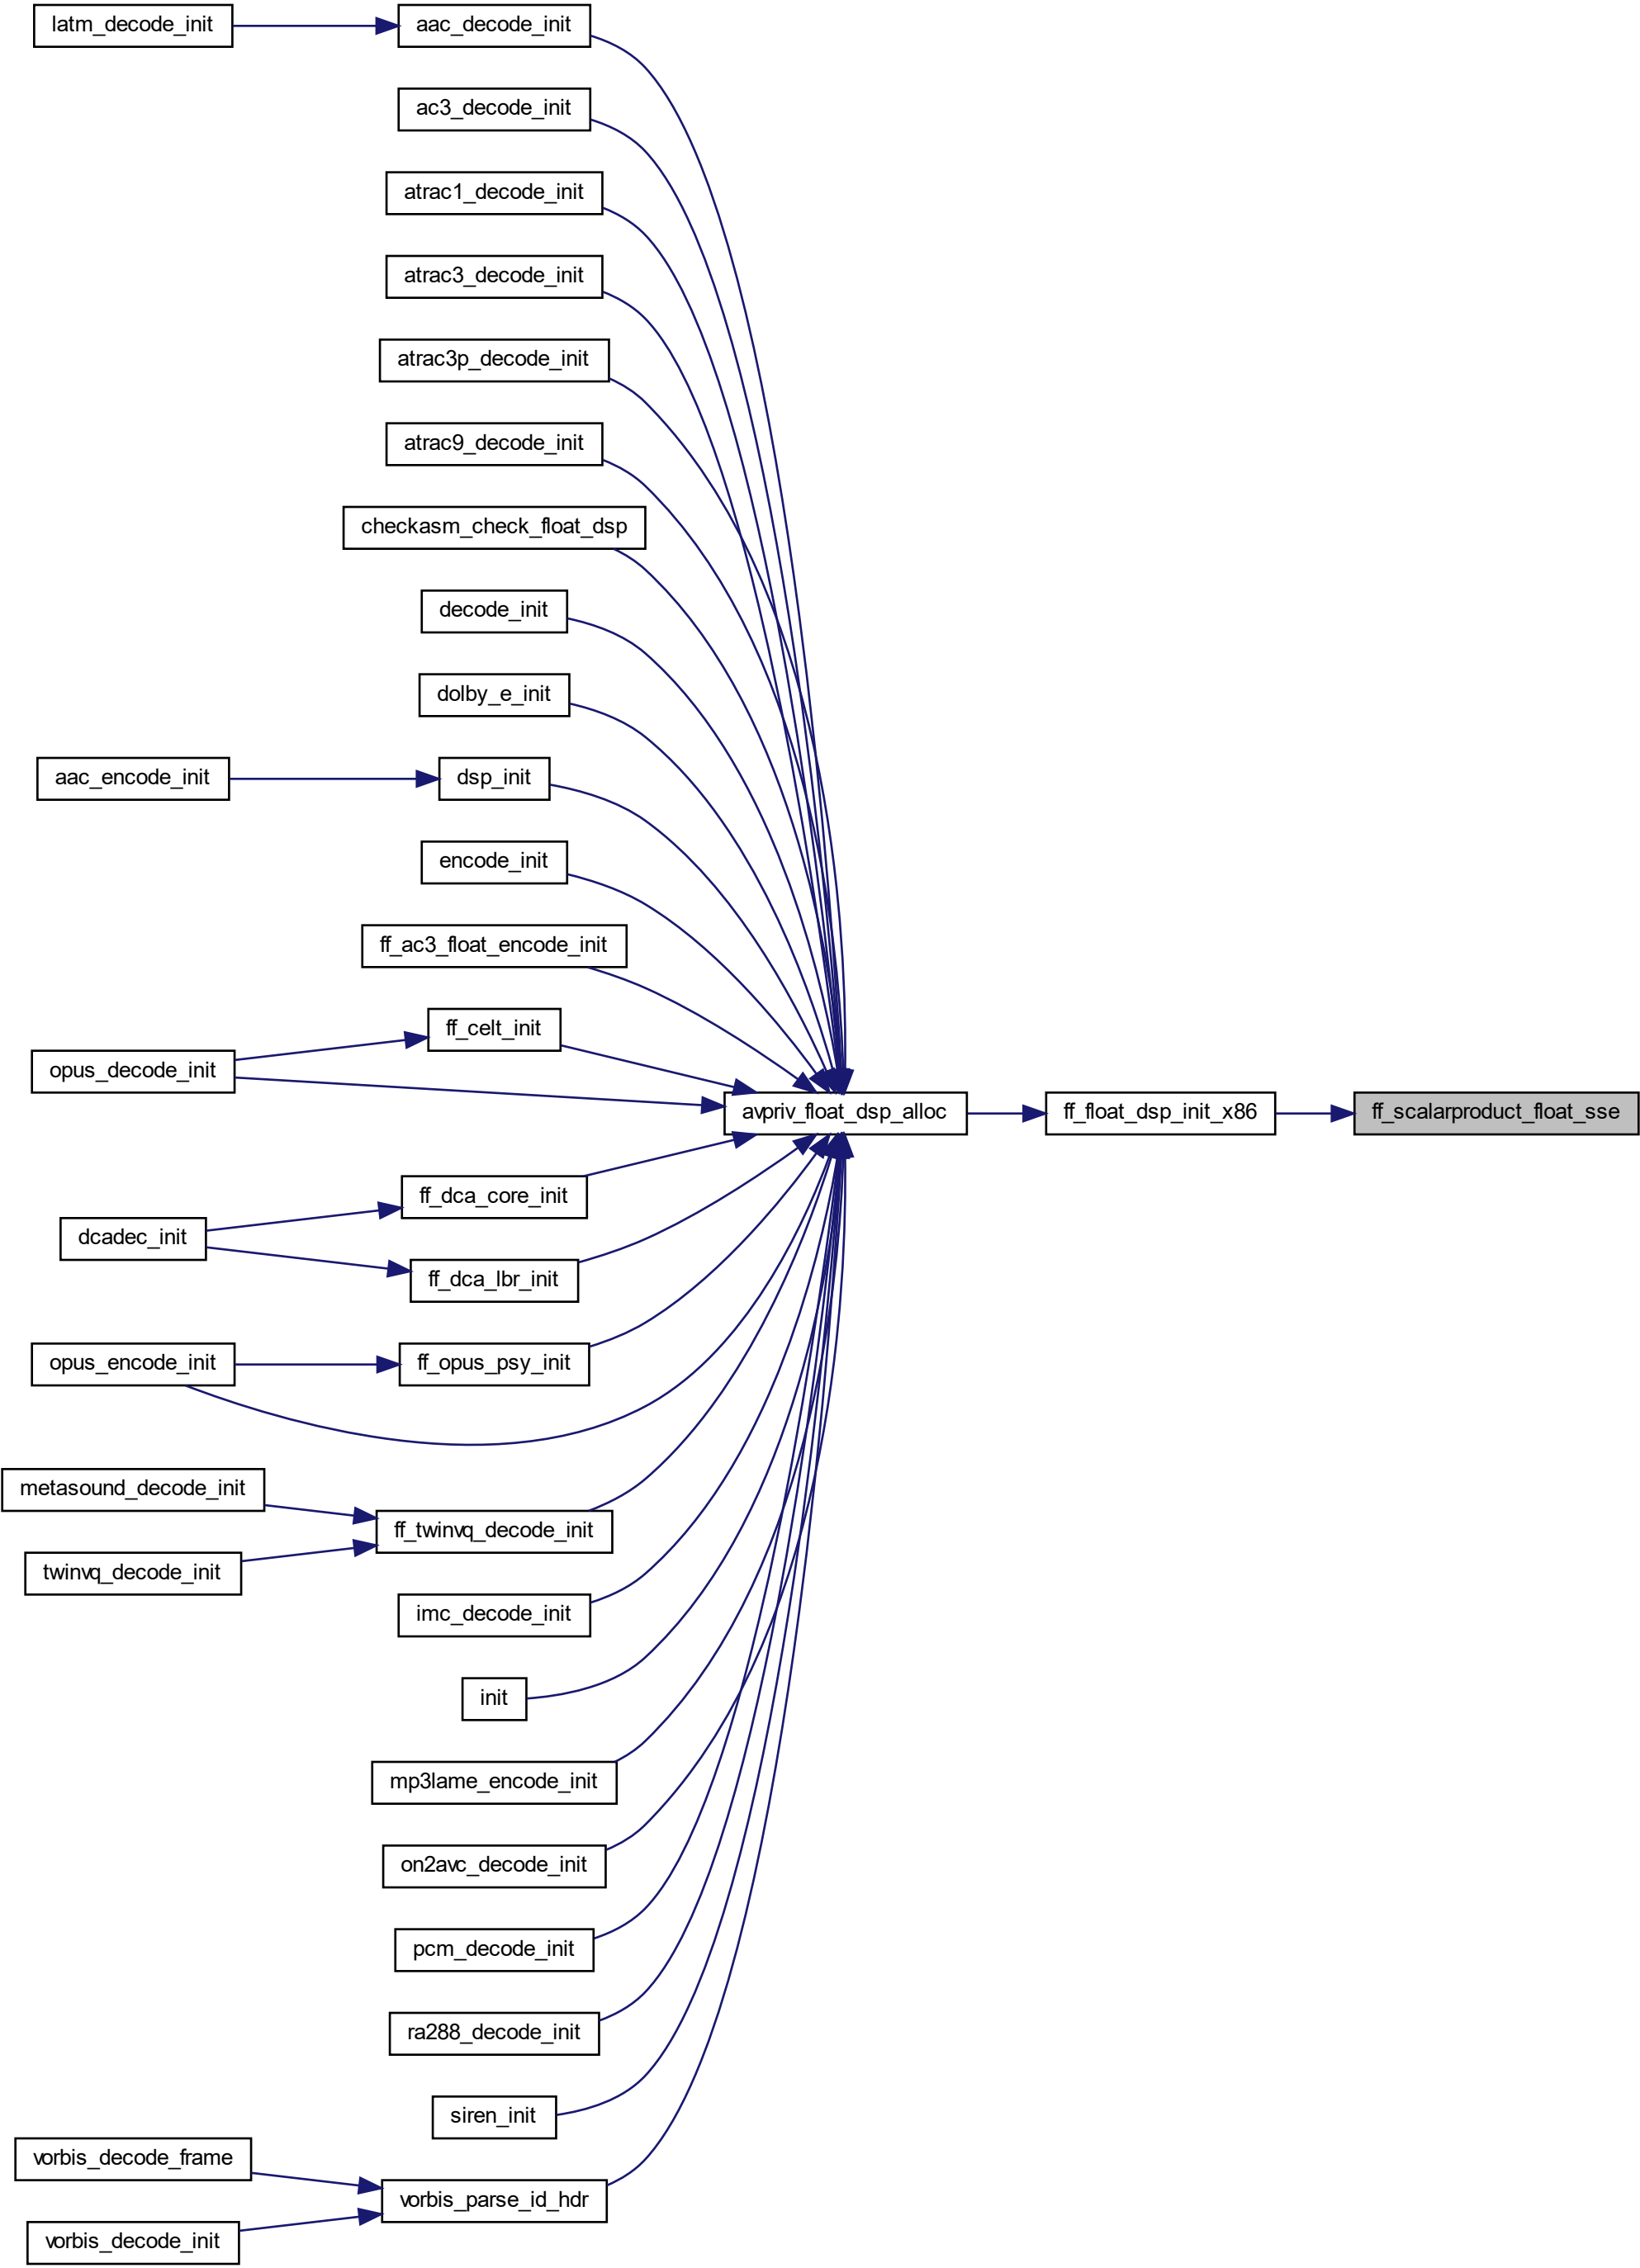 latm_decode_init
aac_decode_init
ac3_decode_init
atrac1_decode_init
atrac3_decode_init
atrac3p_decode_init
atrac9_decode_init
checkasm_check_float_dsp
decode_init
dolby_e_init
aac_encode_init
dsp_init
encode_init
ff_ac3_float_encode_init
ff_celt_init
opus_decode_init
avpriv_float_dsp_alloc
ff_float_dsp_init_x86
ff_scalarproduct_float_sse
ff_dca_core_init
dcadec_init
ff_dca_lbr_init
opus_encode_init
ff_opus_psy_init
metasound_decode_init
ff_twinvq_decode_init
twinvq_decode_init
imc_decode_init
init
mp3lame_encode_init
on2avc_decode_init
pcm_decode_init
ra288_decode_init
siren_init
vorbis_decode_frame
vorbis_parse_id_hdr
vorbis_decode_init